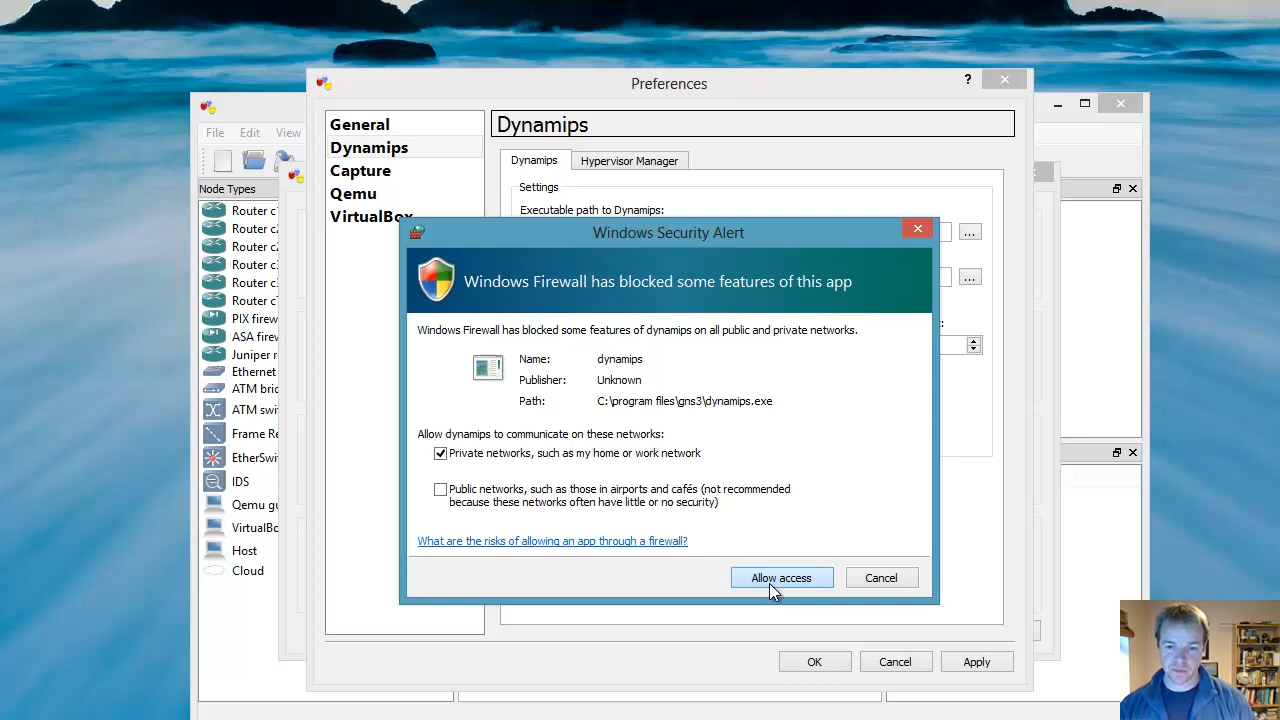 Preferences
?
File Edit View
General
Dynamips
Capture
Qemu
VirtualBox
Dynamips
Dynamips Hypervisor Manager
Settings
Executable path to Dynamips:
...
...
Node Types
Router c
Router c
Router c
Router c
Router c
Router c
PIX firew
ASA firew
Juniper r
Ethernet
ATM bric
ATM swi
Frame Re
EtherSwi
IDS
Qemu gu
VirtualBo
Host
Cloud
Windows Security Alert
Windows Firewall has blocked some features of this app
Windows Firewall has blocked some features of dynamips on all public and private networks.
Name: dynamips
Publisher: Unknown
Path: C:\program files\gns3\dynamips.exe
Allow dynamips to communicate on these networks:
Private networks, such as my home or work network
Public networks, such as those in airports and cafés (not recommended
because these networks often have little or no security)
What are the risks of allowing an app through a firewall?
Allow access Cancel
OK Cancel Apply